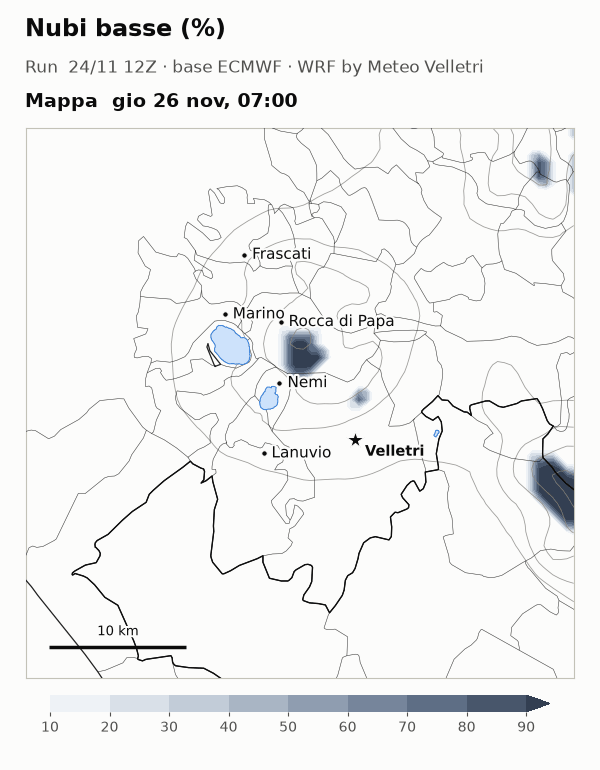 Nubi basse (%)
Run  24/11 12Z · base ECMWF · WRF by Meteo Velletri
Mappa  gio 26 nov, 07:00
Frascati
Marino
Rocca di Papa
Nemi
Velletri
Lanuvio
10 km
10 20 30 40 50 60 70 80 90